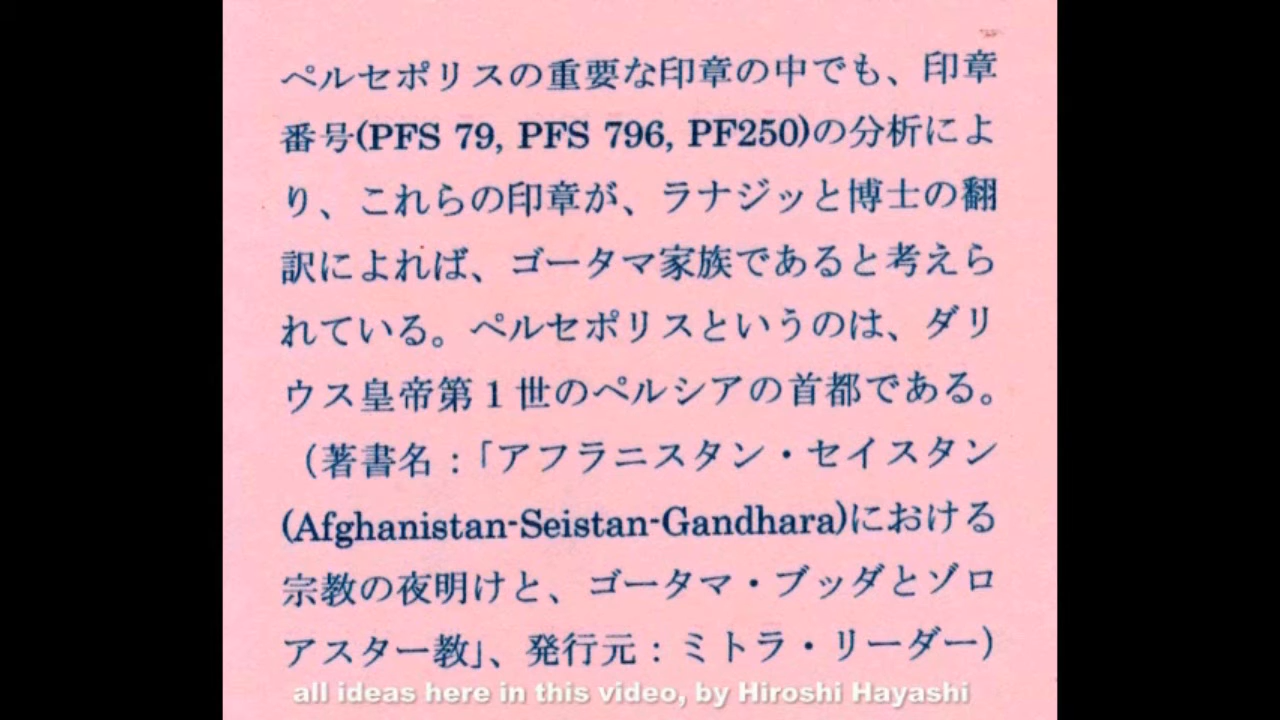 ペルセポリスの重要な印章の中でも、印章
番号(PFS 79, PFS 796, PF250)の分析によ
り、これらの印章が、ラナジッと博士の翻
訳によれば、ゴータマ家族であると考えら
れている。ペルセポリスというのは、ダリ
ウス皇帝第1世のペルシアの首都である。
（著書名：「アフラニスタン・セイスタン
(Afghanistan-Seistan-Gandhara)における
宗教の夜明けと、ゴータマ・ブッダとゾロ
アスター教」、発行元：ミトラ・リーダー）
all ideas here in this video, by Hiroshi Hayashi